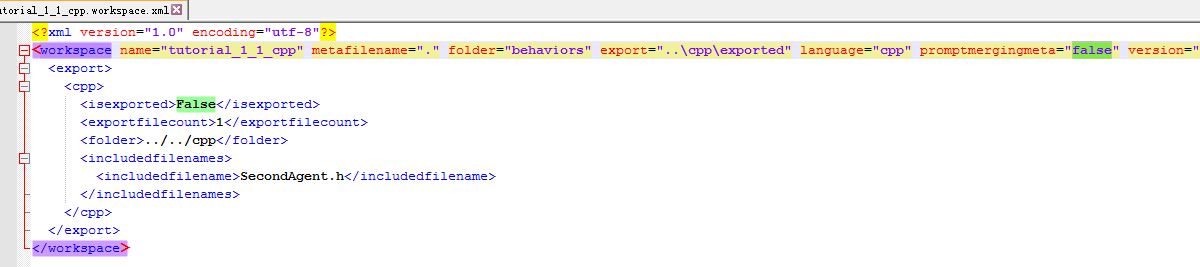 utorial_1_1_cpp.workspace.xml
<?xml version="1.0" encoding="utf-8"?>
<workspace name="tutorial_1_1_cpp" metafilename="." folder="behaviors" export="..\cpp\exported" language="cpp" promptmergingmeta="false" version="
<export>
<cpp>
<isexported>False</isexported>
<exportfilecount>1</exportfilecount>
<folder>../../cpp</folder>
<includedfilenames>
<includedfilename>SecondAgent.h</includedfilename>
</includedfilenames>
</cpp>
</export>
</workspace>